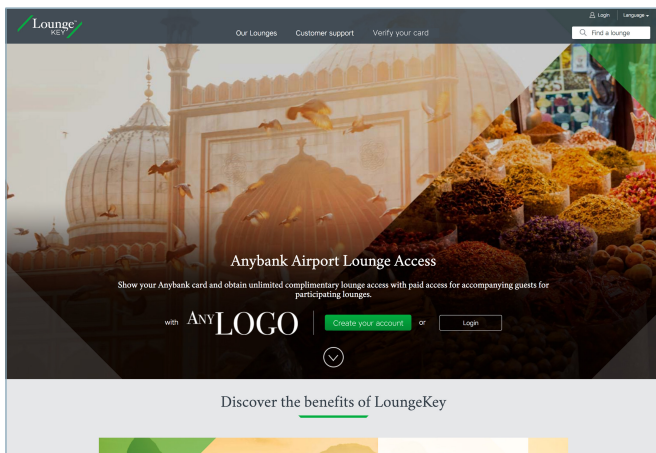 Lounge
KEY
Our Lounges
Customer support
Verify your card
Login
Language
Find a lounge
Anybank Airport Lounge Access
Show your Anybank card and obtain unlimited complimentary lounge access with paid access for accompanying guests for
participating lounges.
with
ANYLOGO
Create your account
or
Login
Discover the benefits of LoungeKey